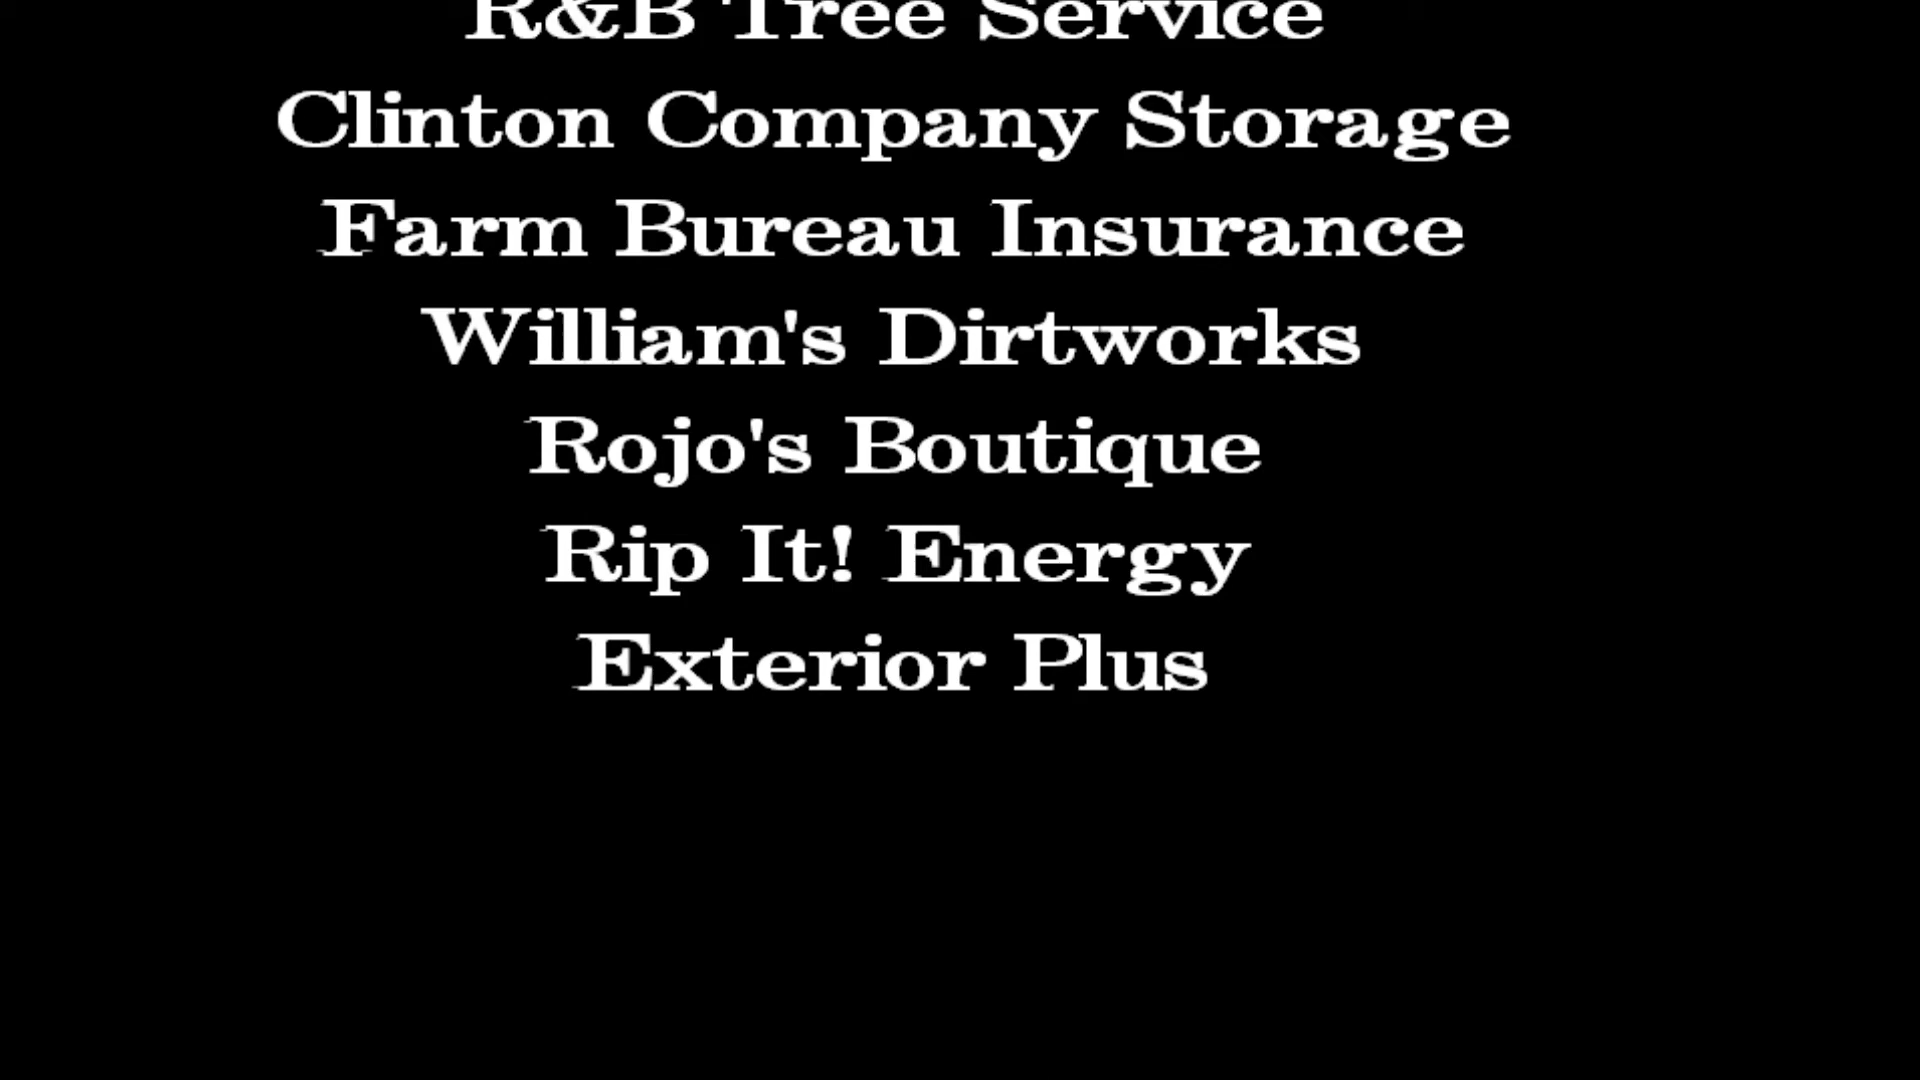 R&B Tree Service
Clinton Company Storage
Farm Bureau Insurance
William's Dirtworks
Rojo's Boutique
Rip It! Energy
Exterior Plus